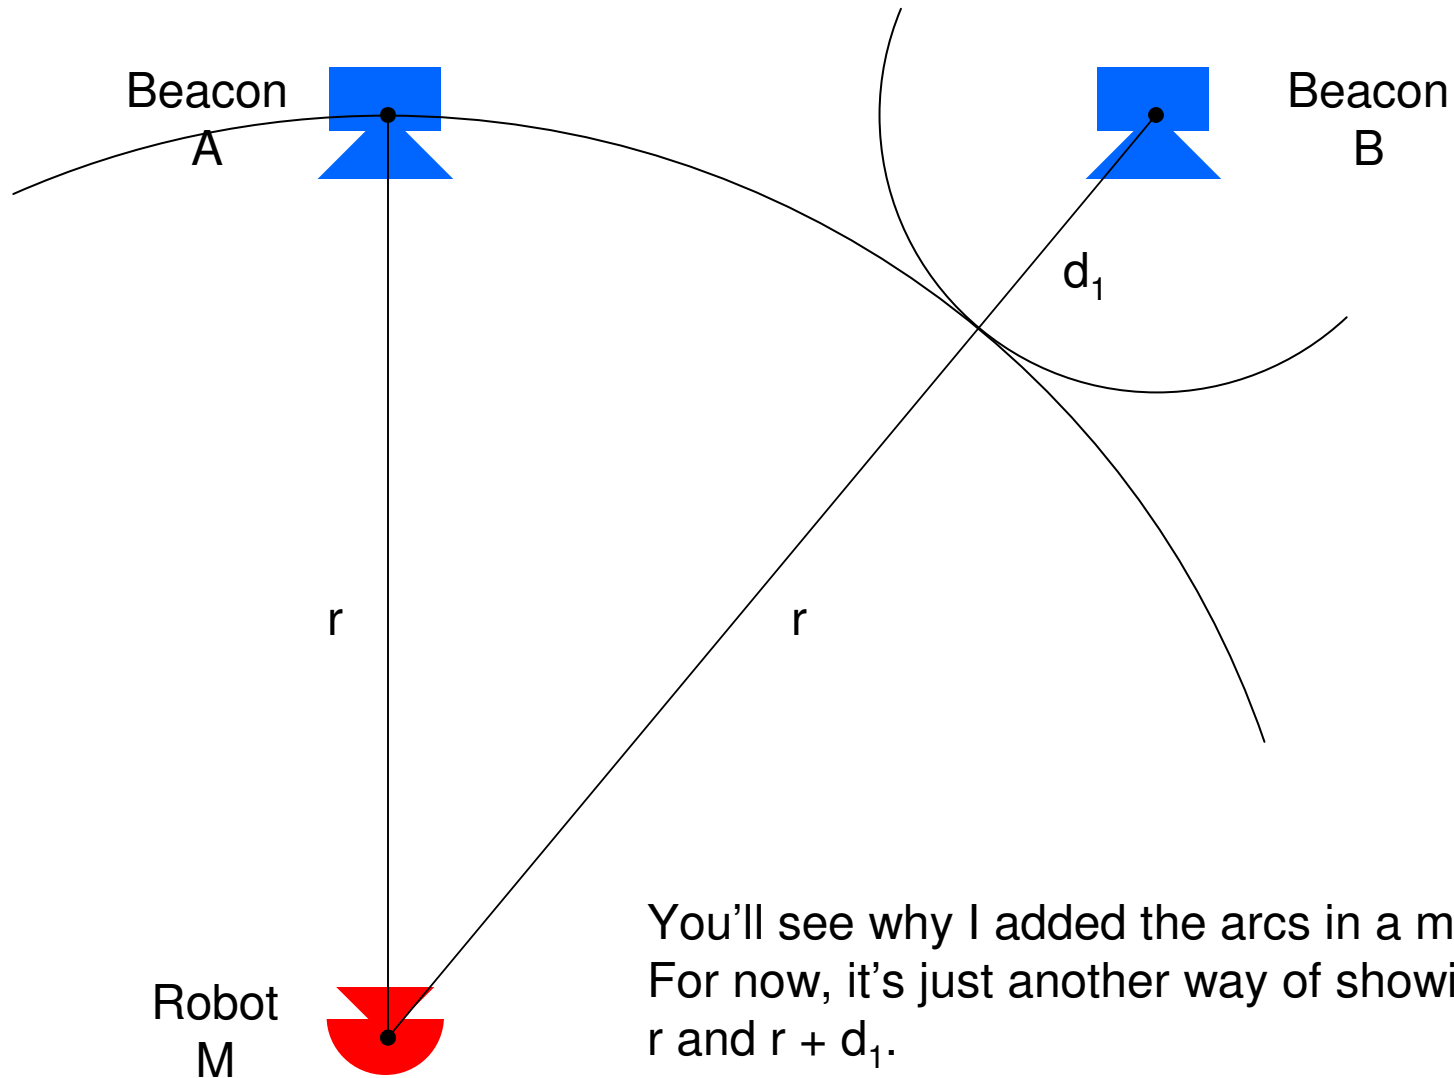 Beacon
A
Beacon
B
d₁
r
r
Robot
M
You’ll see why I added the arcs in a m
For now, it’s just another way of showi
r and r + d₁.